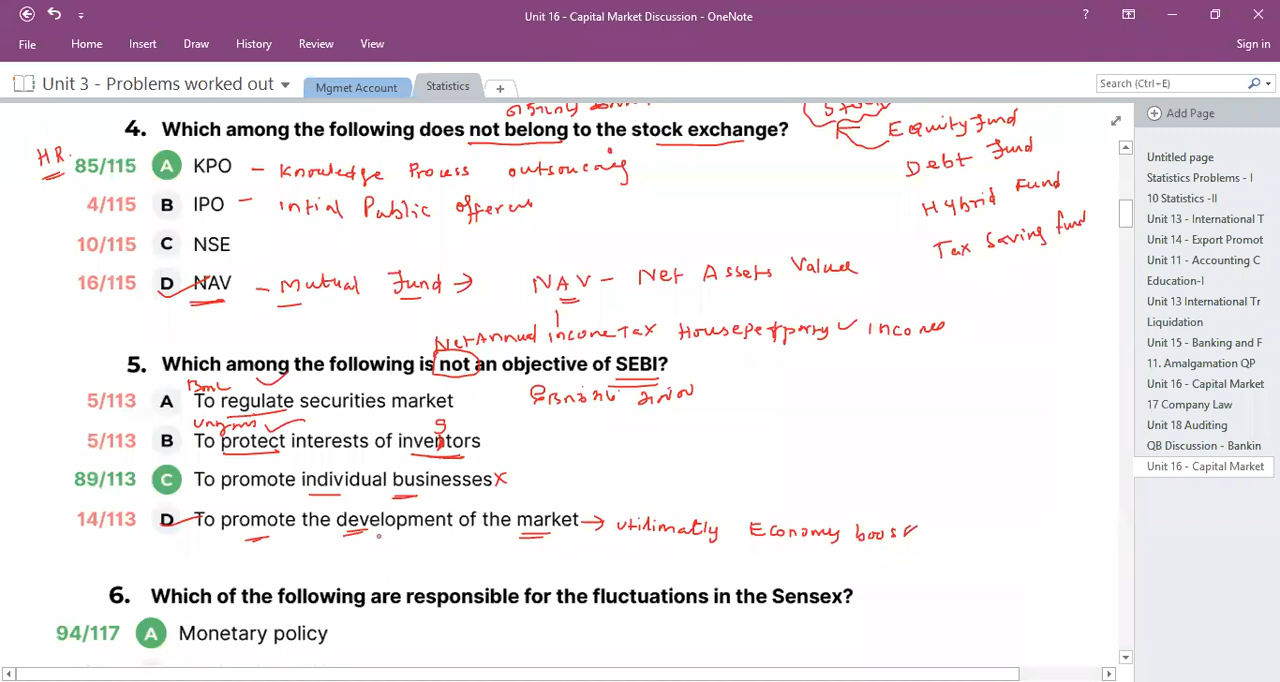 Unit 16 - Capital Market Discussion - OneNote
File Home Insert Draw History Review View Sign in
Unit 3 - Problems worked out Mgmet Account Statistics Search (Ctrl+E)
Add Page
Equity Fund
4. Which among the following does not belong to the stock exchange?
Debt Fund
HR.
85/115 A KPO - Knowledge Process outsoucing
Hybrid Fund
4/115 B IPO - Intial Public offer
Tax Saving fund
10/115 C NSE
16/115 D NAV - Mutual Fund → NAV - Net Assets Value
Net Annual income Tax
5. Which among the following is not an objective of SEBI?
5/113 A To regulate securities market
5/113 B To protect interests of inventors
s
89/113 C To promote individual businesses x
14/113 D To promote the development of the market → utilimatly Economy boost
6. Which of the following are responsible for the fluctuations in the Sensex?
94/117 A Monetary policy
Untitled page
Statistics Problems - I
10 Statistics -II
Unit 13 - International T
Unit 14 - Export Promot
Unit 11 - Accounting C
Education-I
Unit 13 International Tr
Liquidation
Unit 15 - Banking and F
11. Amalgamation QP
Unit 16 - Capital Market
17 Company Law
Unit 18 Auditing
QB Discussion - Bankin
Unit 16 - Capital Market